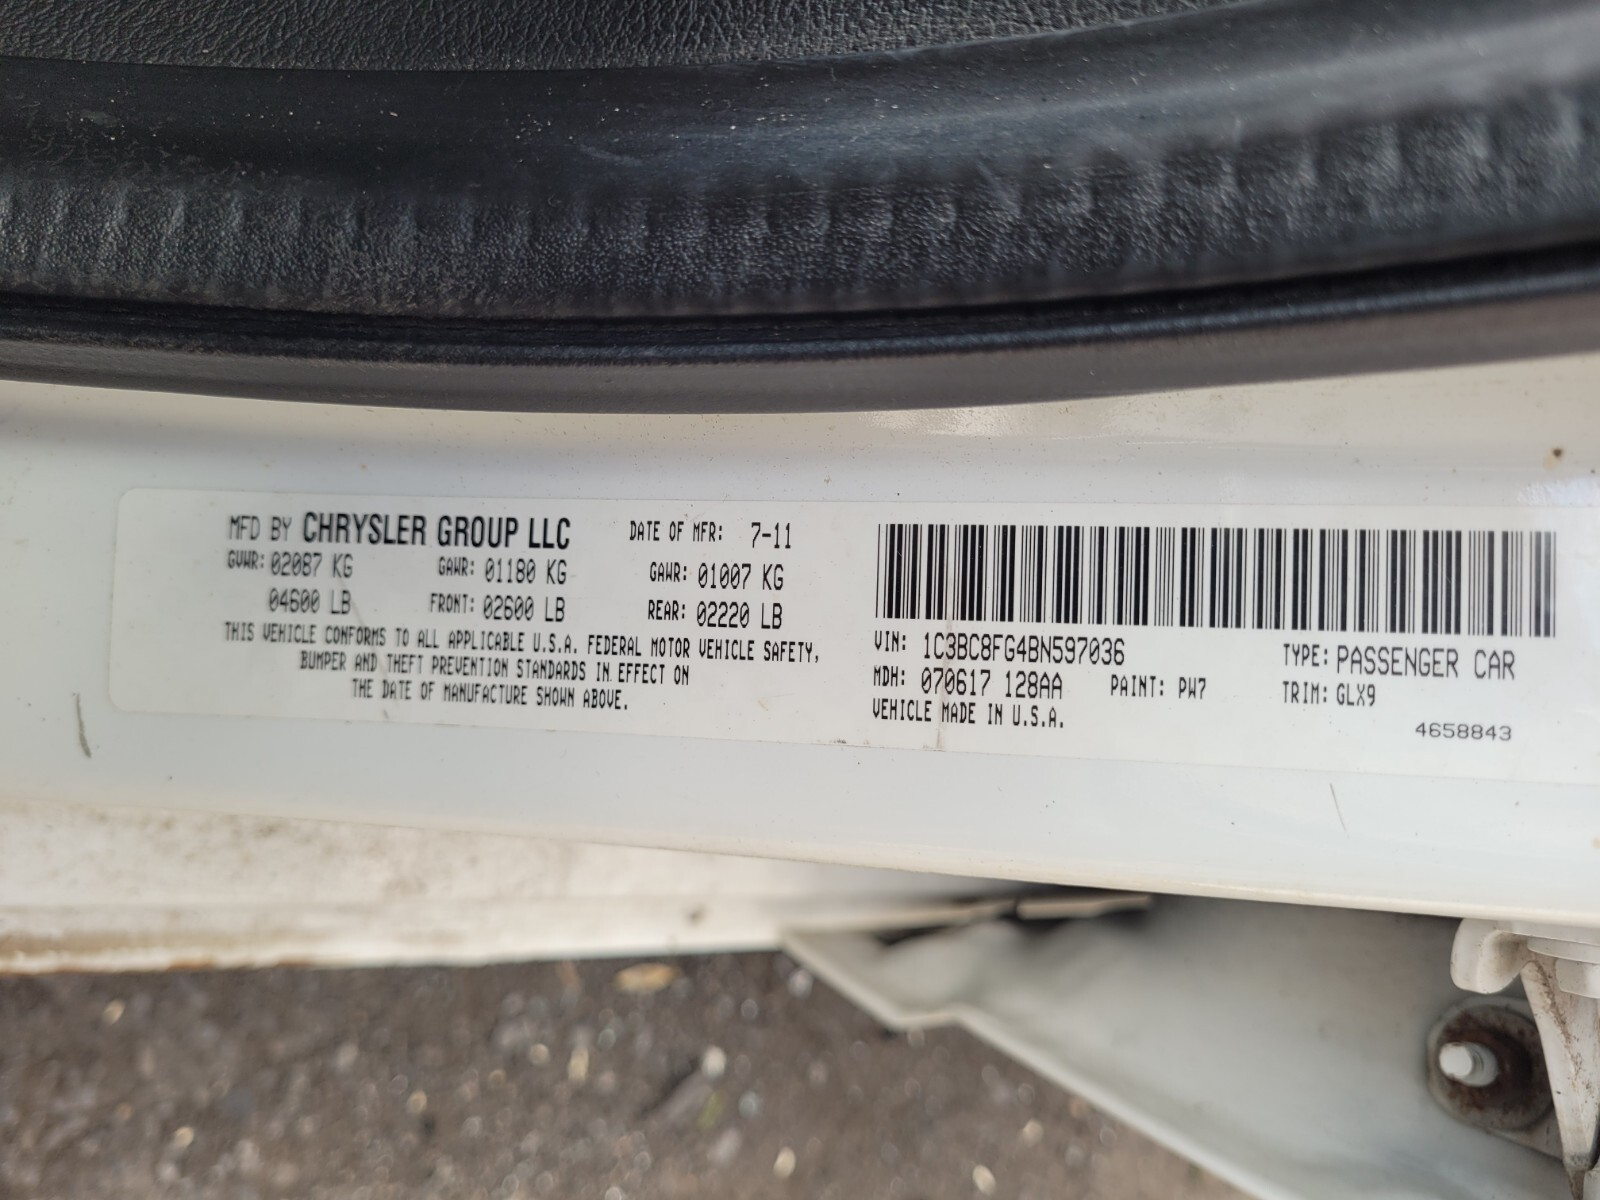 MFD BY CHRYSLER GROUP LLC DATE OF MFR: 7-11
GVWR: 02087 KG GAWR: 01180 KG GAWR: 01007 KG
04600 LB FRONT: 02600 LB REAR: 02220 LB
THIS VEHICLE CONFORMS TO ALL APPLICABLE U.S.A. FEDERAL MOTOR VEHICLE SAFETY,
BUMPER AND THEFT PREVENTION STANDARDS IN EFFECT ON
THE DATE OF MANUFACTURE SHOWN ABOVE.
VIN: 1C3BC8FG4BN597036 TYPE: PASSENGER CAR
MDH: 070617 128AA PAINT: PW7 TRIM: GLX9
VEHICLE MADE IN U.S.A.
4658843